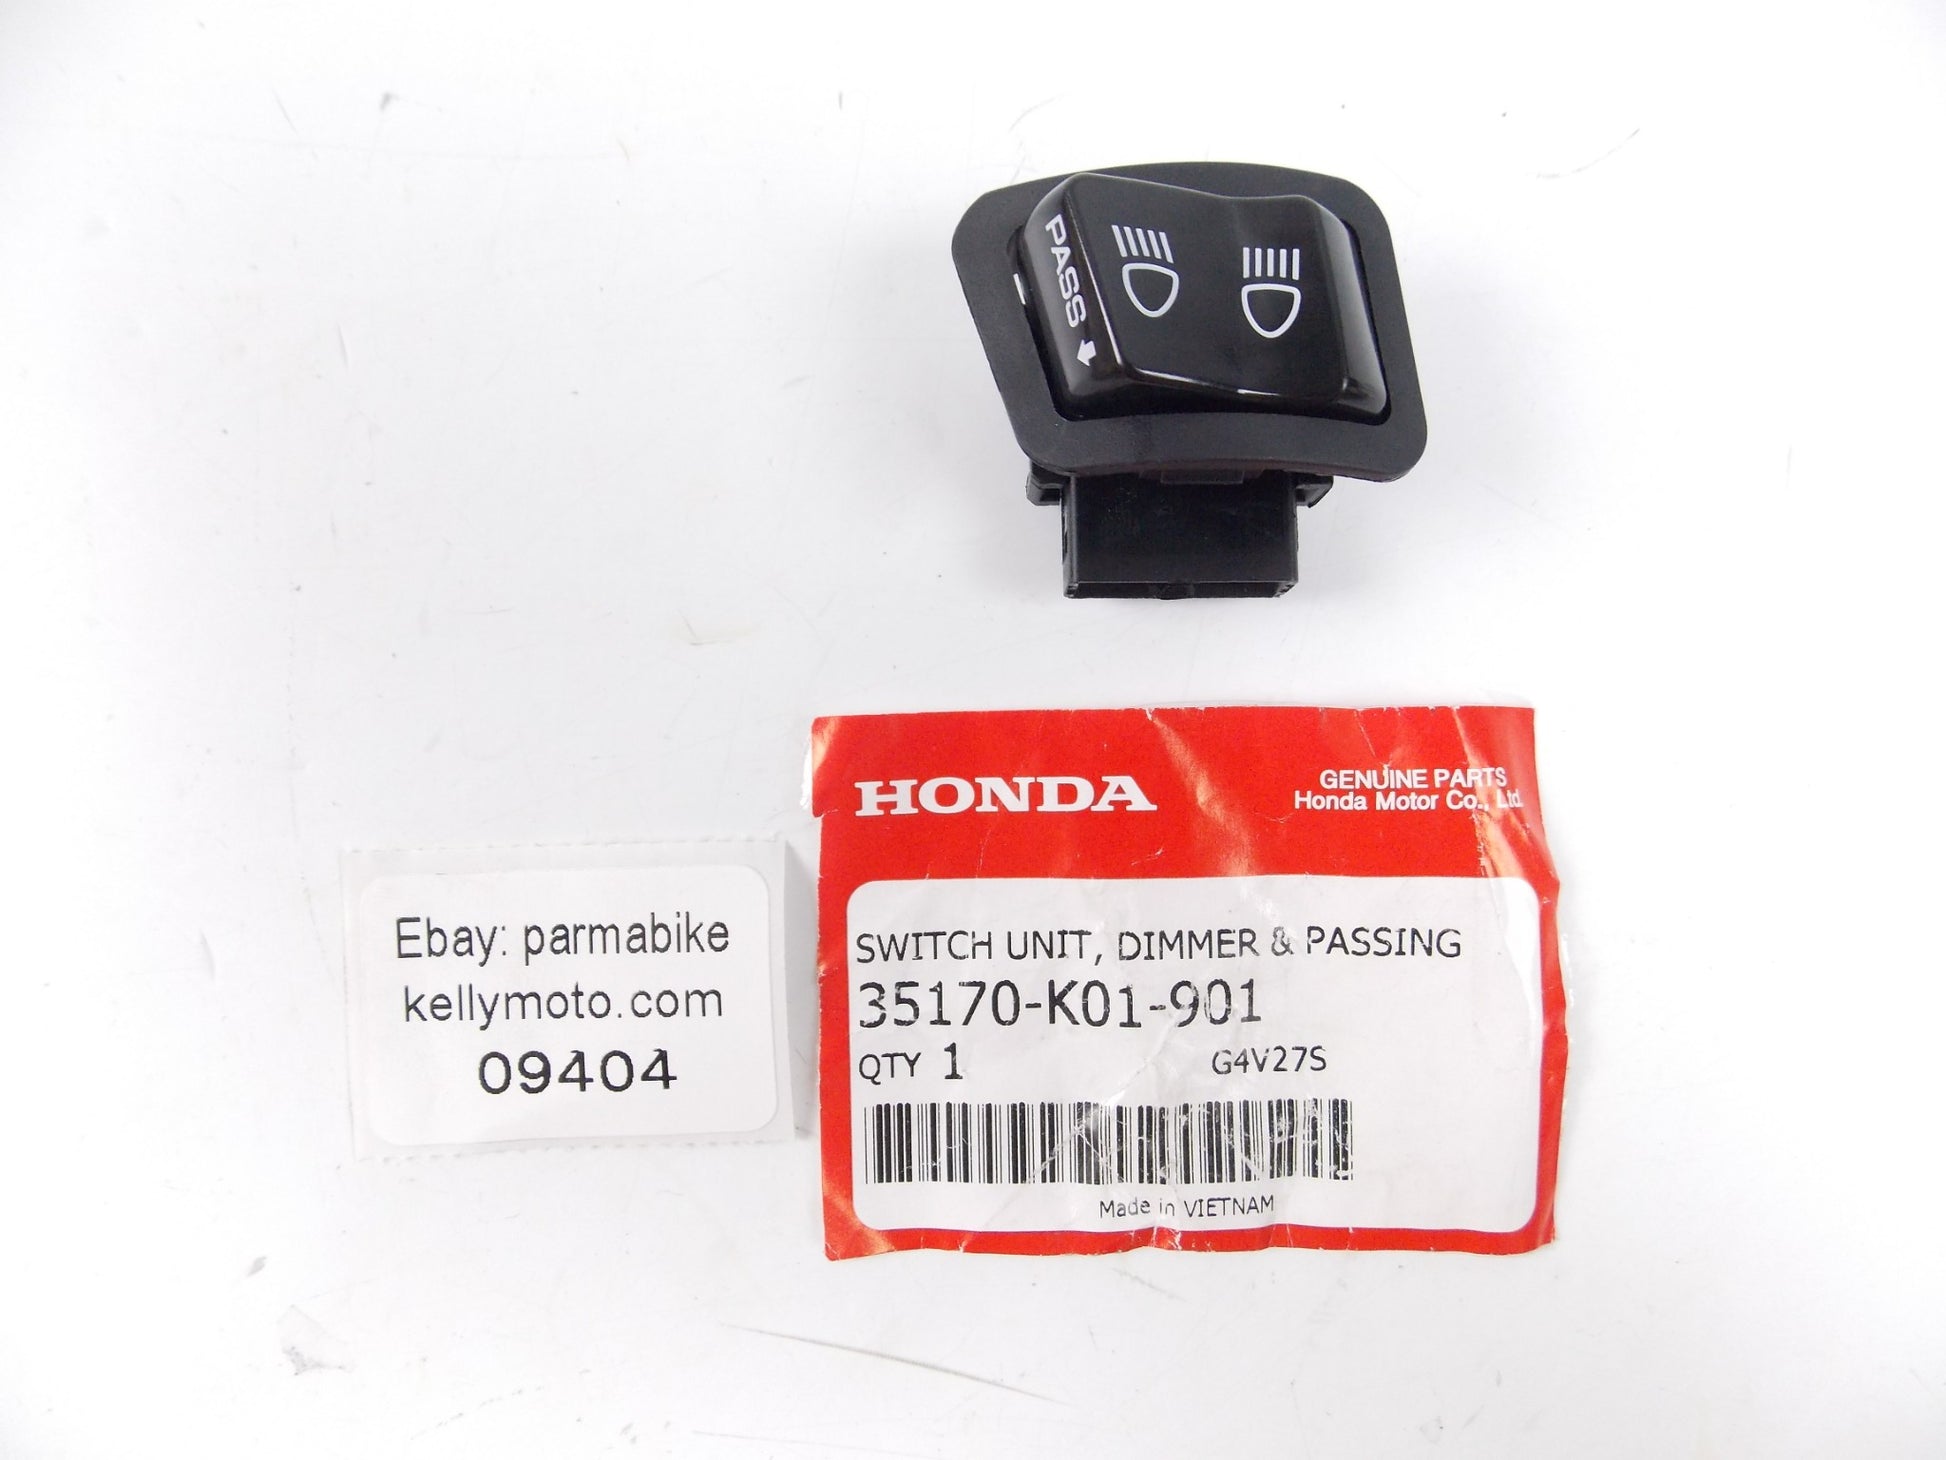 PASS
HONDA
GENUINE PARTS
Honda Motor Co., Ltd.
SWITCH UNIT, DIMMER & PASSING
35170-K01-901
QTY 1 G4V27S
Made in VIETNAM
Ebay: parmabike
kellymoto.com
09404